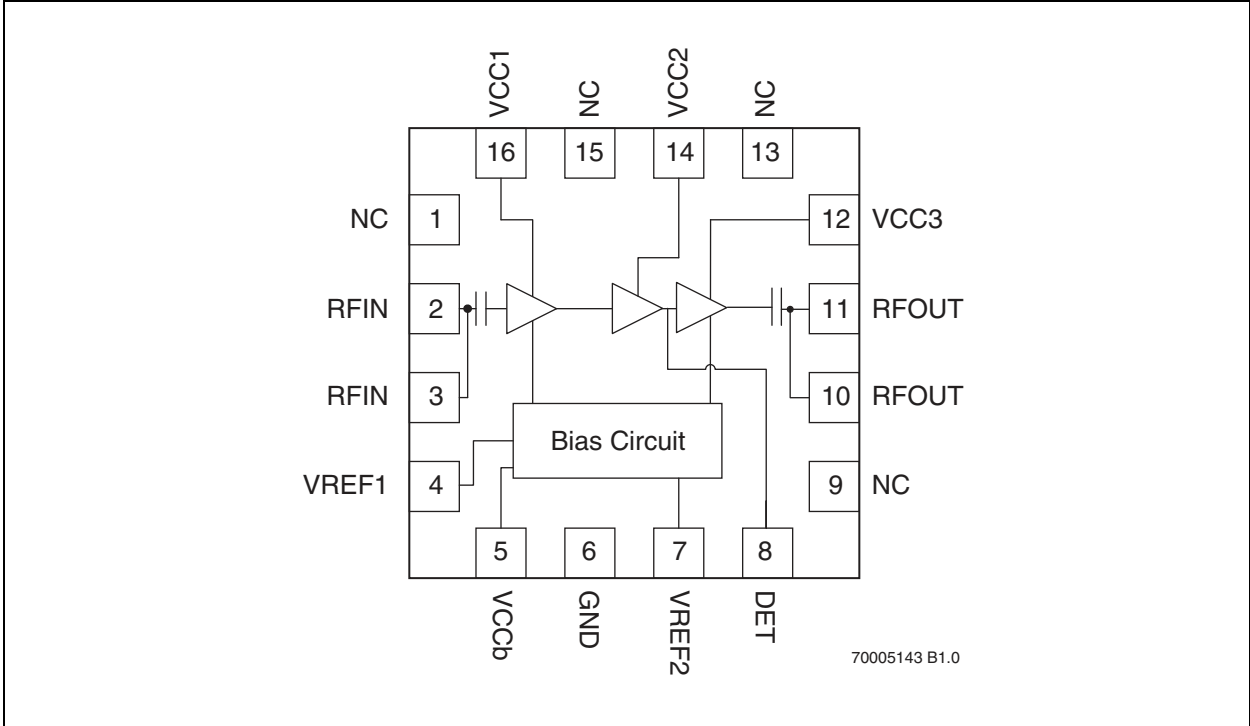 VCC1
NC
VCC2
NC
16
15
14
13
NC
1
12
VCC3
RFIN
2
11
RFOUT
RFIN
3
10
RFOUT
Bias Circuit
VREF1
4
9
NC
5
6
7
8
VCCb
GND
VREF2
DET
70005143 B1.0